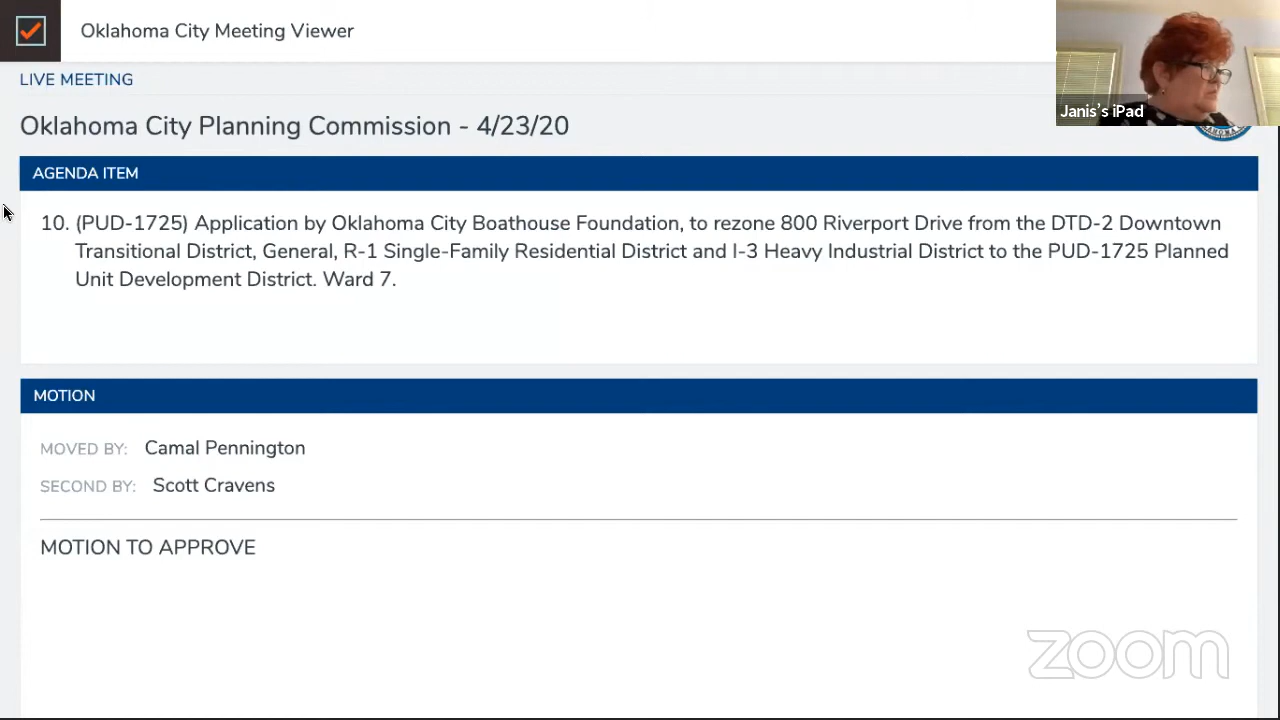 Oklahoma City Meeting Viewer
LIVE MEETING
Janis's iPad
Oklahoma City Planning Commission - 4/23/20
AGENDA ITEM
10. (PUD-1725) Application by Oklahoma City Boathouse Foundation, to rezone 800 Riverport Drive from the DTD-2 Downtown
Transitional District, General, R-1 Single-Family Residential District and I-3 Heavy Industrial District to the PUD-1725 Planned
Unit Development District. Ward 7.
MOTION
MOVED BY: Camal Pennington
SECOND BY: Scott Cravens
MOTION TO APPROVE
zoom